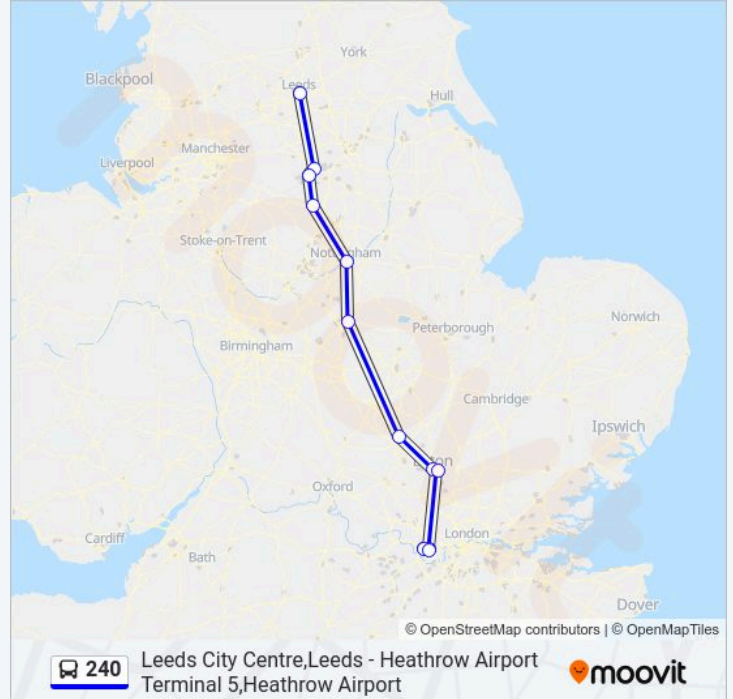 York
Blackpool
Leeds
Hull
Manchester
Liverpool
Stoke-on-Trent
Norwich
Peterborough
Birmingham
Cambridge
Ipswich
Oxford
London
Cardiff
Bath
Dover
© OpenStreetMap contributors | © OpenMapTiles
240
Leeds City Centre,Leeds - Heathrow Airport
Terminal 5,Heathrow Airport
moovit